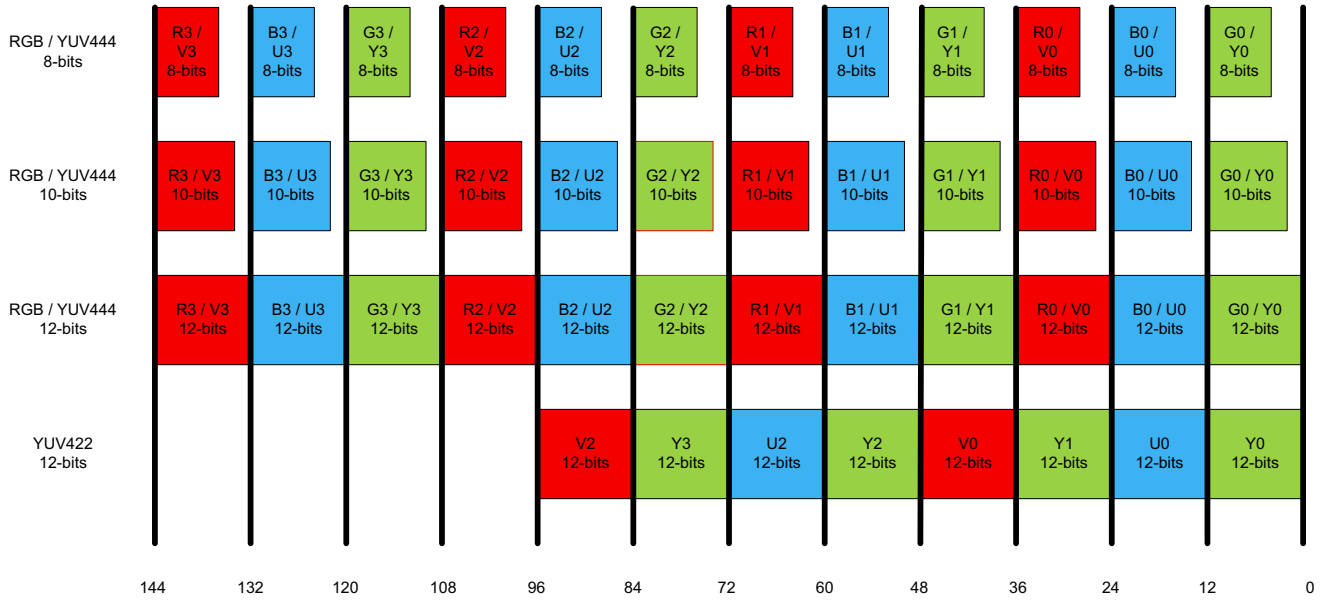 RGB / YUV444
8-bits
R3 /
V3
8-bits
B3 /
U3
8-bits
G3 /
Y3
8-bits
R2 /
V2
8-bits
B2 /
U2
8-bits
G2 /
Y2
8-bits
R1 /
V1
8-bits
B1 /
U1
8-bits
G1 /
Y1
8-bits
R0 /
V0
8-bits
B0 /
U0
8-bits
G0 /
Y0
8-bits
RGB / YUV444
10-bits
R3 / V3
10-bits
B3 / U3
10-bits
G3 / Y3
10-bits
R2 / V2
10-bits
B2 / U2
10-bits
G2 / Y2
10-bits
R1 / V1
10-bits
B1 / U1
10-bits
G1 / Y1
10-bits
R0 / V0
10-bits
B0 / U0
10-bits
G0 / Y0
10-bits
RGB / YUV444
12-bits
R3 / V3
12-bits
B3 / U3
12-bits
G3 / Y3
12-bits
R2 / V2
12-bits
B2 / U2
12-bits
G2 / Y2
12-bits
R1 / V1
12-bits
B1 / U1
12-bits
G1 / Y1
12-bits
R0 / V0
12-bits
B0 / U0
12-bits
G0 / Y0
12-bits
YUV422
12-bits
V2
12-bits
Y3
12-bits
U2
12-bits
Y2
12-bits
V0
12-bits
Y1
12-bits
U0
12-bits
Y0
12-bits
144 132 120 108 96 84 72 60 48 36 24 12 0